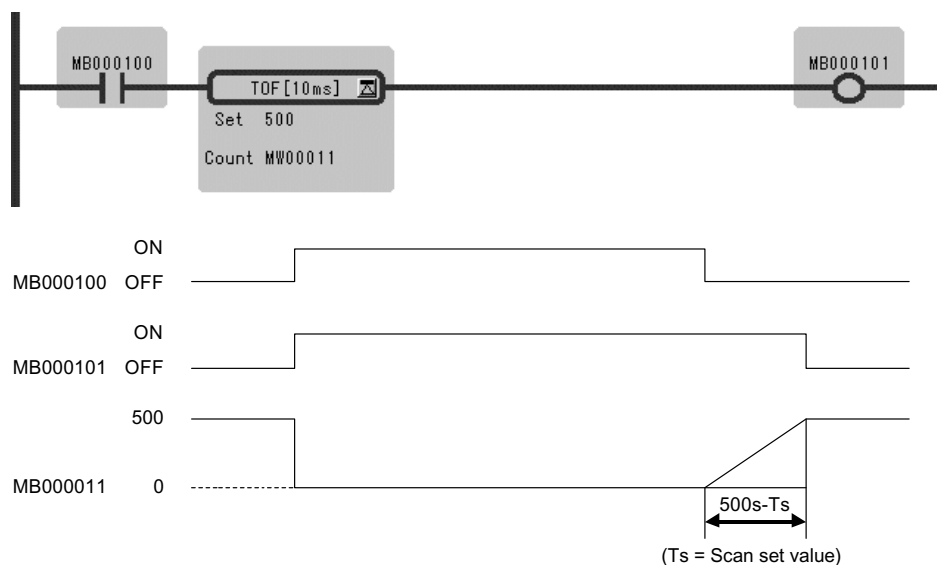 MB000100
MB000101
TOF[10ms]
Set 500
Count MW00011
ON
MB000100 OFF
ON
MB000101 OFF
500
MB000011 0
500s-Ts
(Ts = Scan set value)